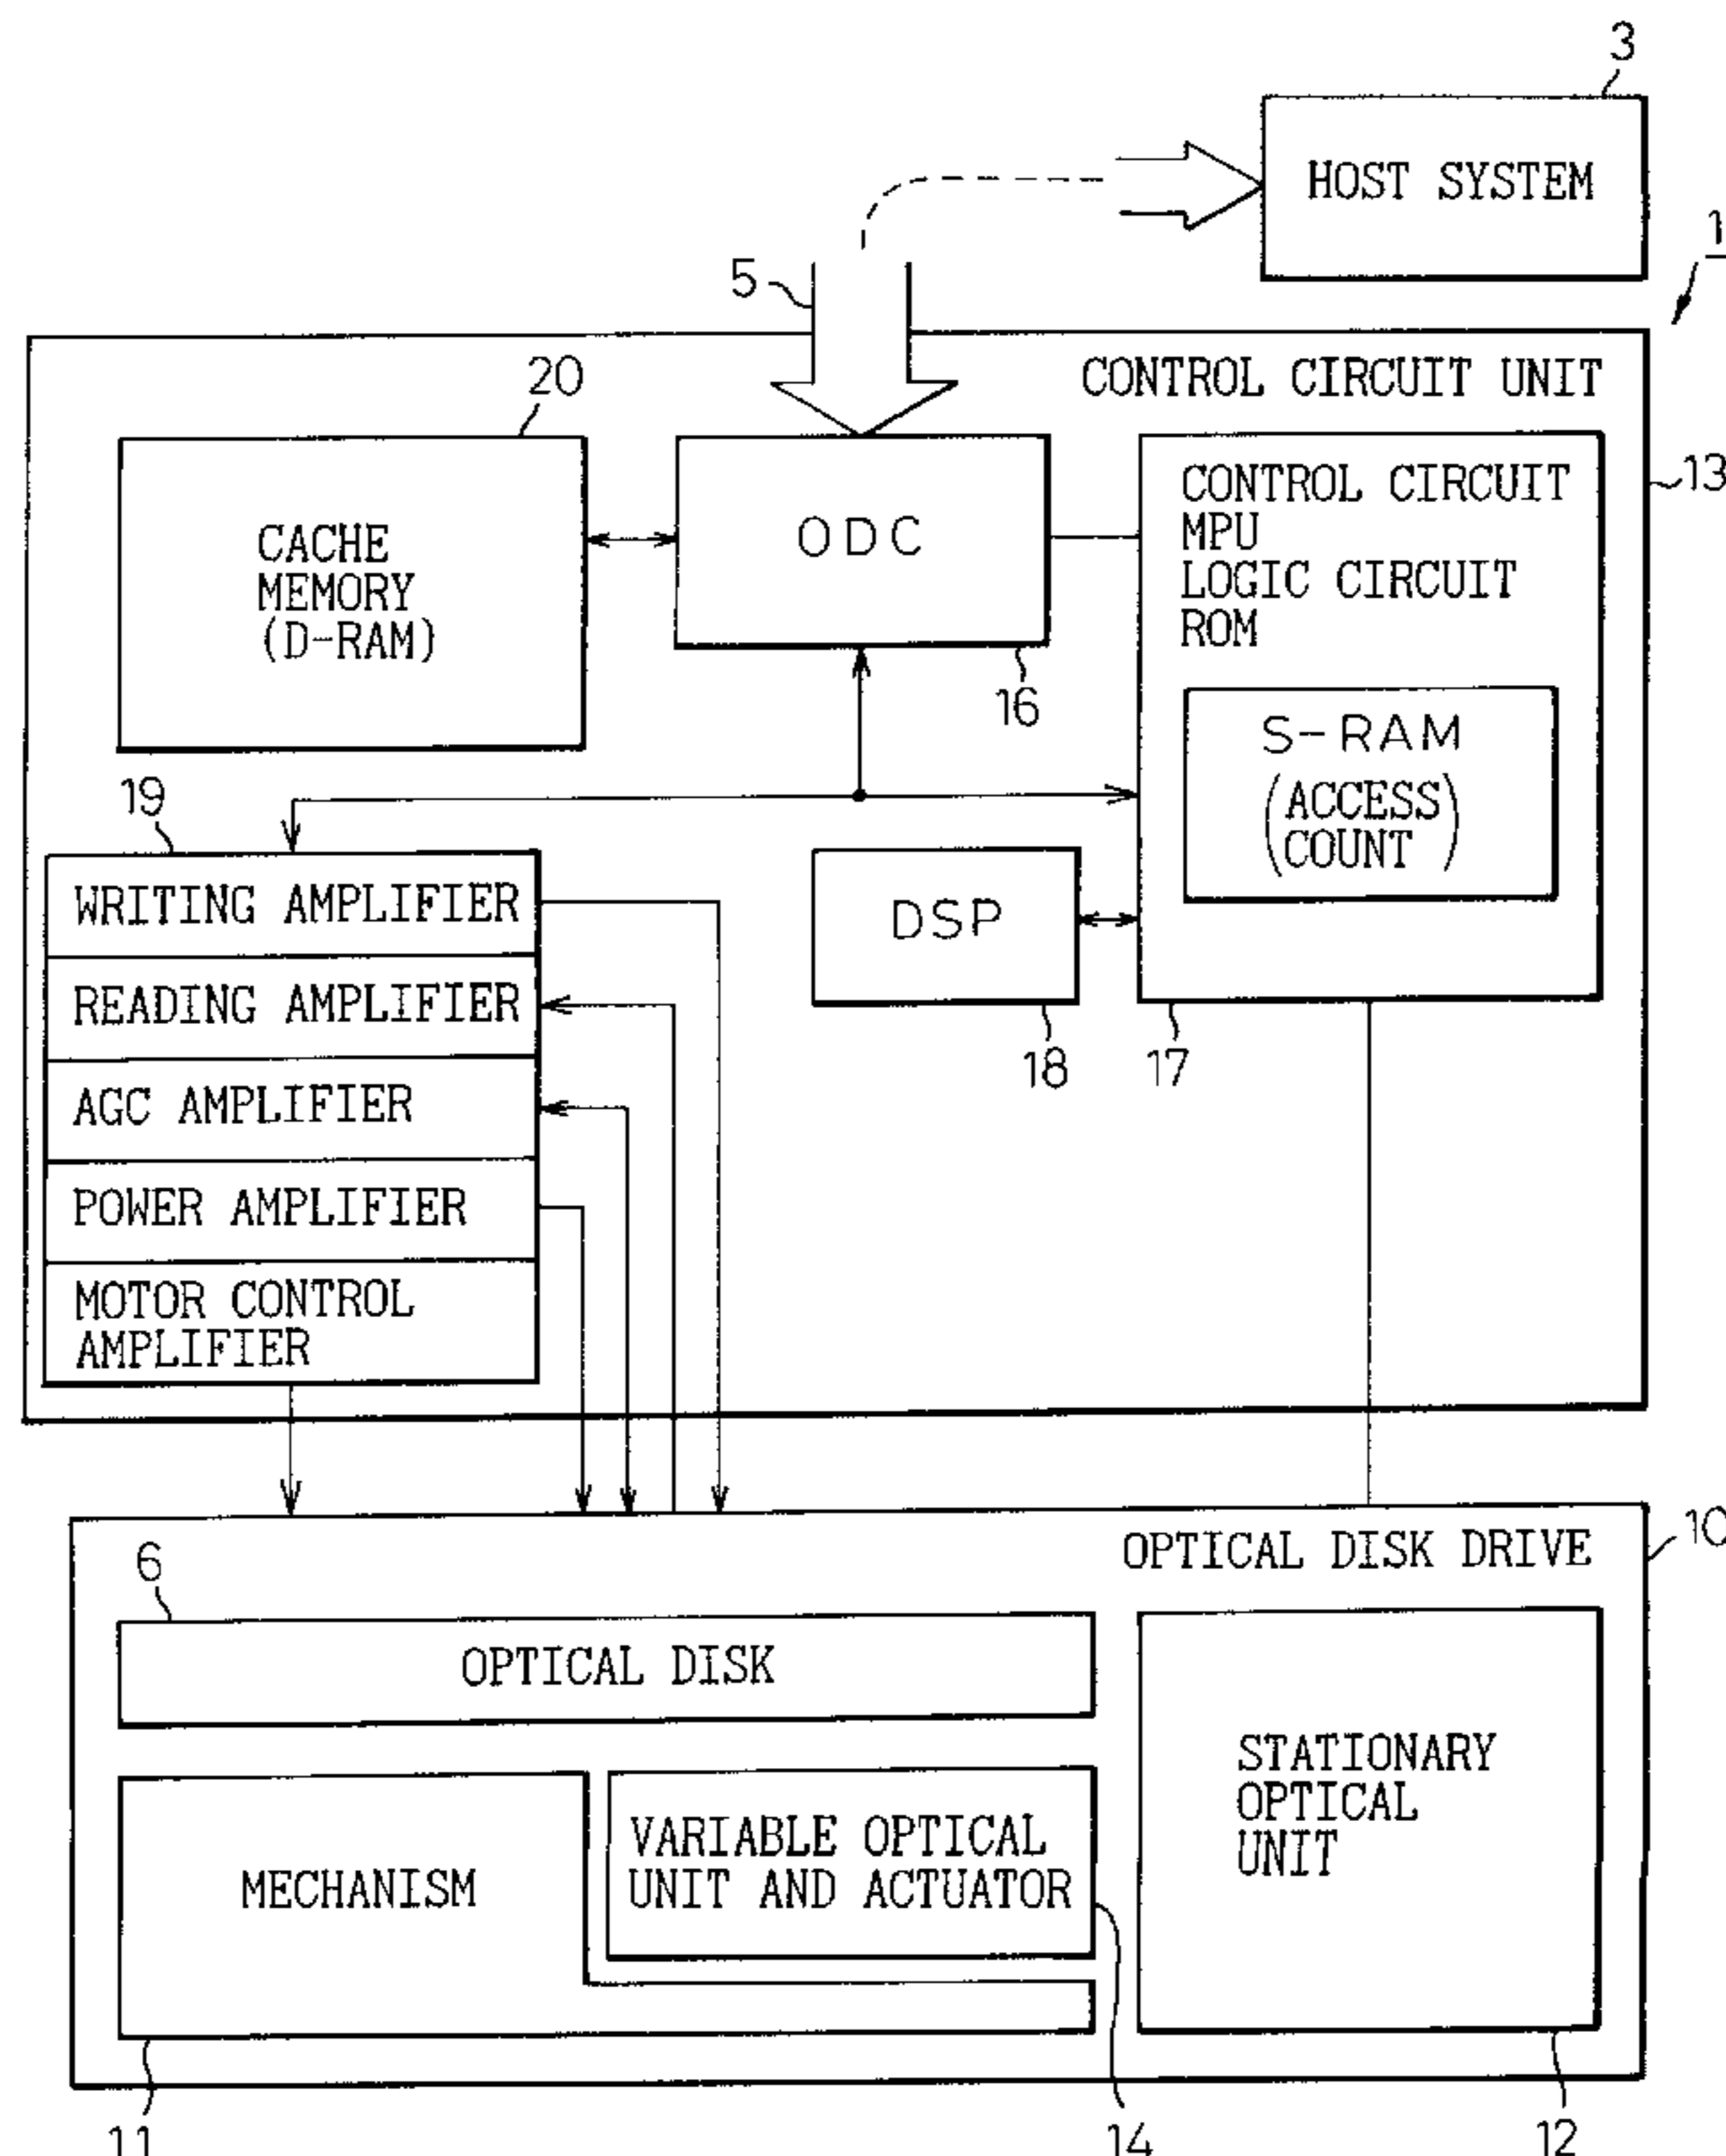 3
HOST SYSTEM
1
5
CONTROL CIRCUIT UNIT
20
13
CACHE
MEMORY
(D-RAM)
ODC
CONTROL CIRCUIT
MPU
LOGIC CIRCUIT
ROM
16
S-RAM
(ACCESS
COUNT)
19
WRITING AMPLIFIER
READING AMPLIFIER
AGC AMPLIFIER
POWER AMPLIFIER
MOTOR CONTROL
AMPLIFIER
DSP
18
17
OPTICAL DISK DRIVE
10
6
OPTICAL DISK
MECHANISM
VARIABLE OPTICAL
UNIT AND ACTUATOR
STATIONARY
OPTICAL
UNIT
11
14
12